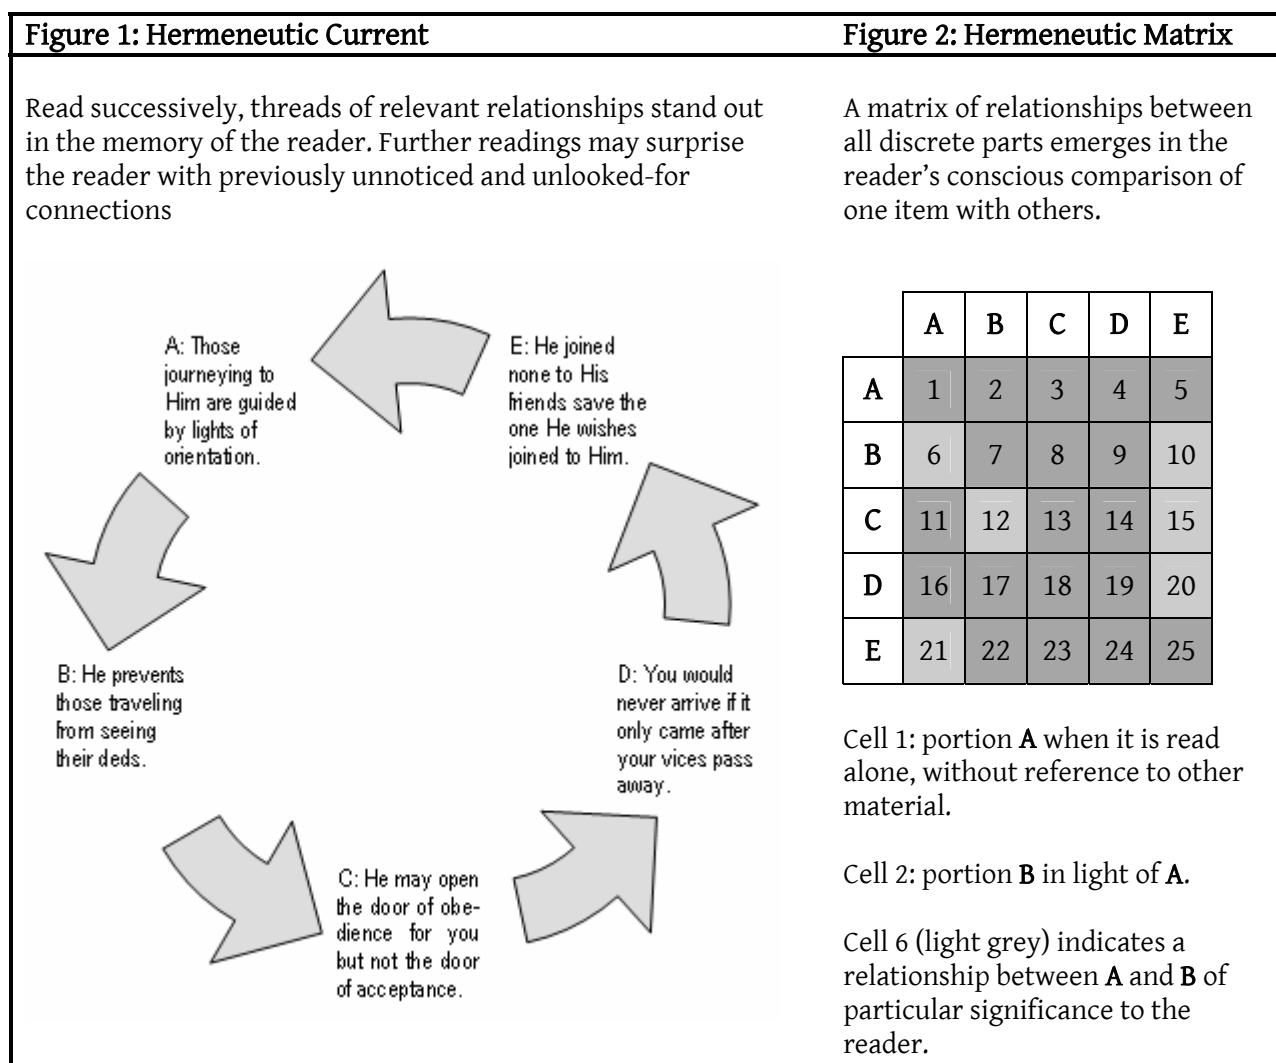 Figure 1: Hermeneutic Current
Read successively, threads of relevant relationships stand out
in the memory of the reader. Further readings may surprise
the reader with previously unnoticed and unlooked-for
connections
A: Those
journeying to
Him are guided
by lights of
orientation.
B: He prevents
those traveling
from seeing
their deds.
C: He may open
the door of obe-
dience for you
but not the door
of acceptance.
D: You would
never arrive if it
only came after
your vices pass
away.
E: He joined
none to His
friends save the
one He wishes
joined to Him.
Figure 2: Hermeneutic Matrix
A matrix of relationships between
all discrete parts emerges in the
reader's conscious comparison of
one item with others.
A B C D E
A 1 2 3 4 5
B 6 7 8 9 10
C 11 12 13 14 15
D 16 17 18 19 20
E 21 22 23 24 25
Cell 1: portion A when it is read
alone, without reference to other
material.
Cell 2: portion B in light of A.
Cell 6 (light grey) indicates a
relationship between A and B of
particular significance to the
reader.